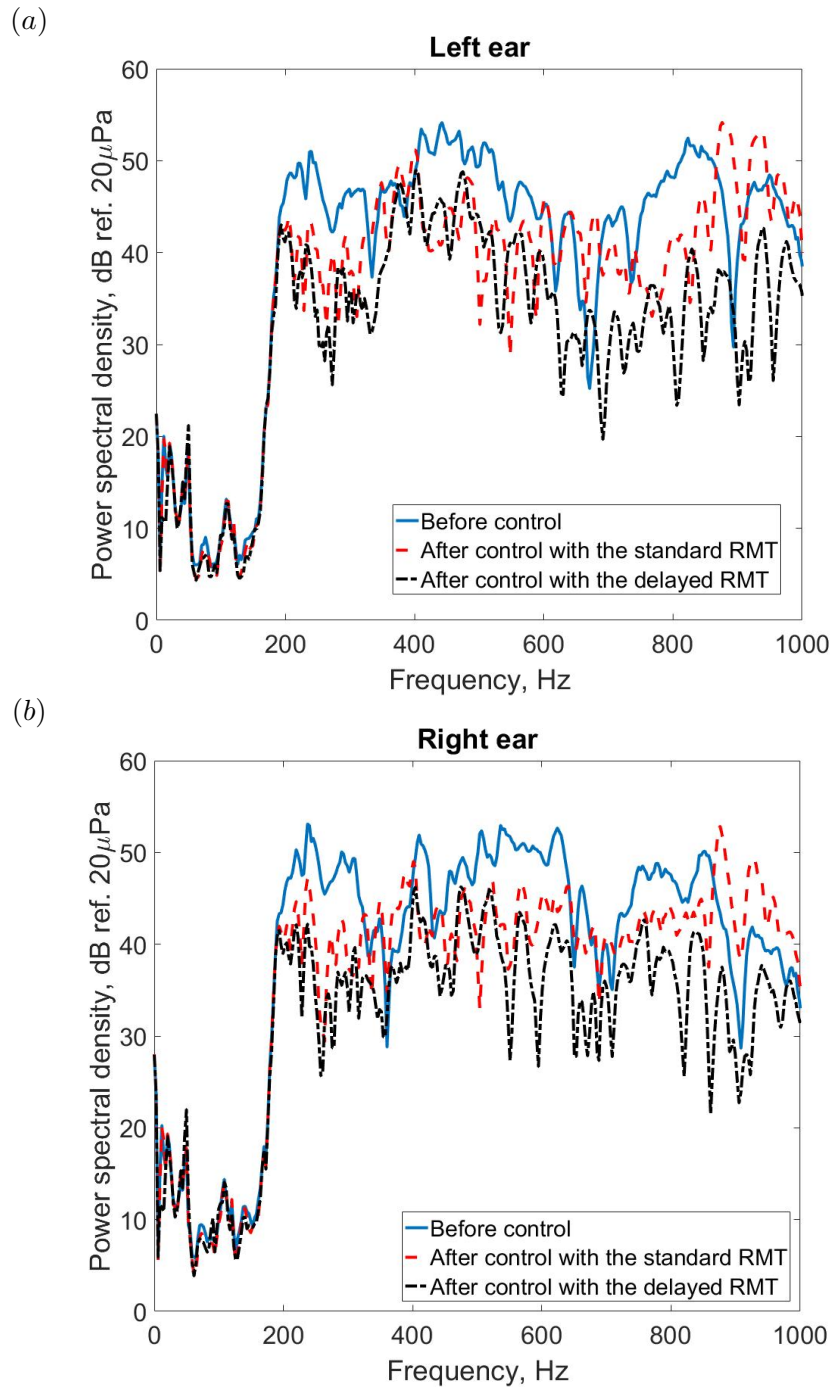 (a)
Left ear
Power spectral density, dB ref. 20μPa
60
50
40
30
20
10
0
Before control
After control with the standard RMT
After control with the delayed RMT
0 200 400 600 800 1000
Frequency, Hz
(b)
Right ear
Power spectral density, dB ref. 20μPa
60
50
40
30
20
10
0
Before control
After control with the standard RMT
After control with the delayed RMT
0 200 400 600 800 1000
Frequency, Hz